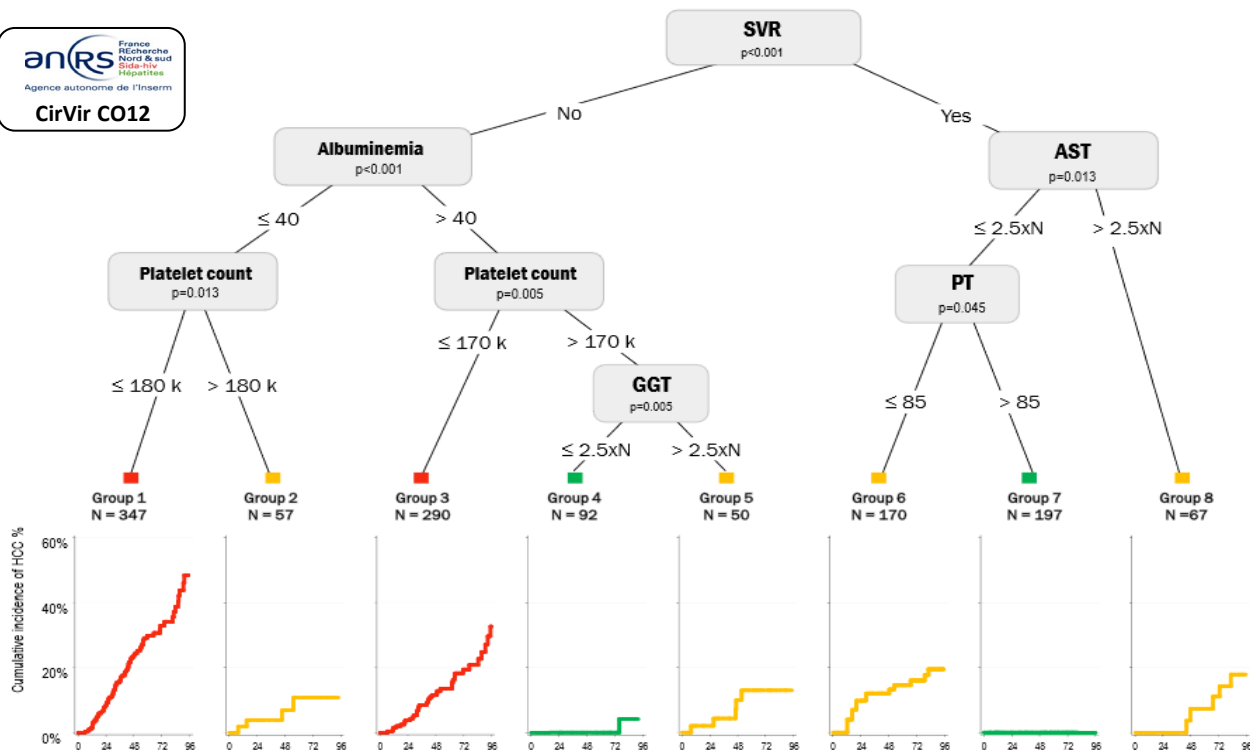 anRS
France
REcherche
Nord & sud
Sida-hiv
Hépatites
Agence autonome de l'Inserm
CirVir CO12
SVR
p<0.001
No
Yes
Albuminemia
p<0.001
AST
p=0.013
≤ 40
> 40
≤ 2.5xN
> 2.5xN
Platelet count
p=0.013
Platelet count
p=0.005
PT
p=0.045
≤ 170 k
> 170 k
≤ 180 k
> 180 k
GGT
p=0.005
≤ 85
> 85
≤ 2.5xN
> 2.5xN
Group 1
N = 347
Group 2
N = 57
Group 3
N = 290
Group 4
N = 92
Group 5
N = 50
Group 6
N = 170
Group 7
N = 197
Group 8
N =67
Cumulative incidence of HCC %
60%
40%
20%
0%
0 24 48 72 96
0 24 48 72 96
0 24 48 72 96
0 24 48 72 96
0 24 48 72 96
0 24 48 72 96
0 24 48 72 96
0 24 48 72 96